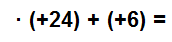 · (+24) + (+6) =